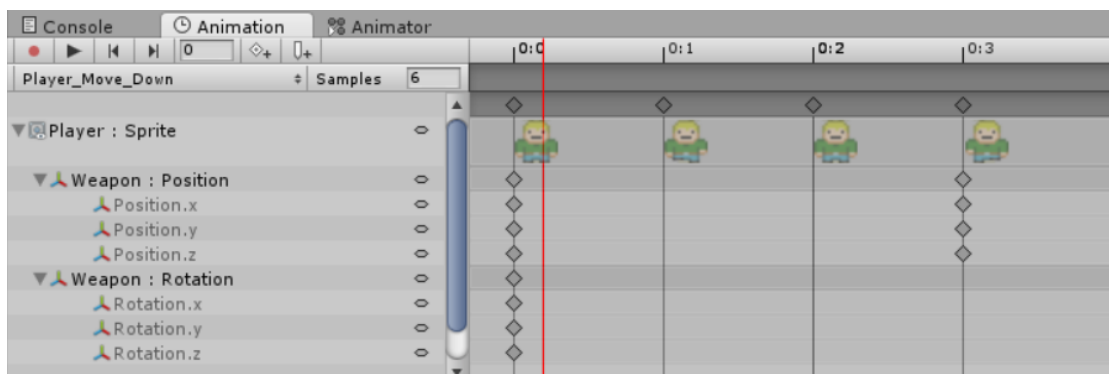 Console Animation Animator
0 0:0 0:1 0:2 0:3
Player_Move_Down Samples 6
Player : Sprite
Weapon : Position
Position.x
Position.y
Position.z
Weapon : Rotation
Rotation.x
Rotation.y
Rotation.z